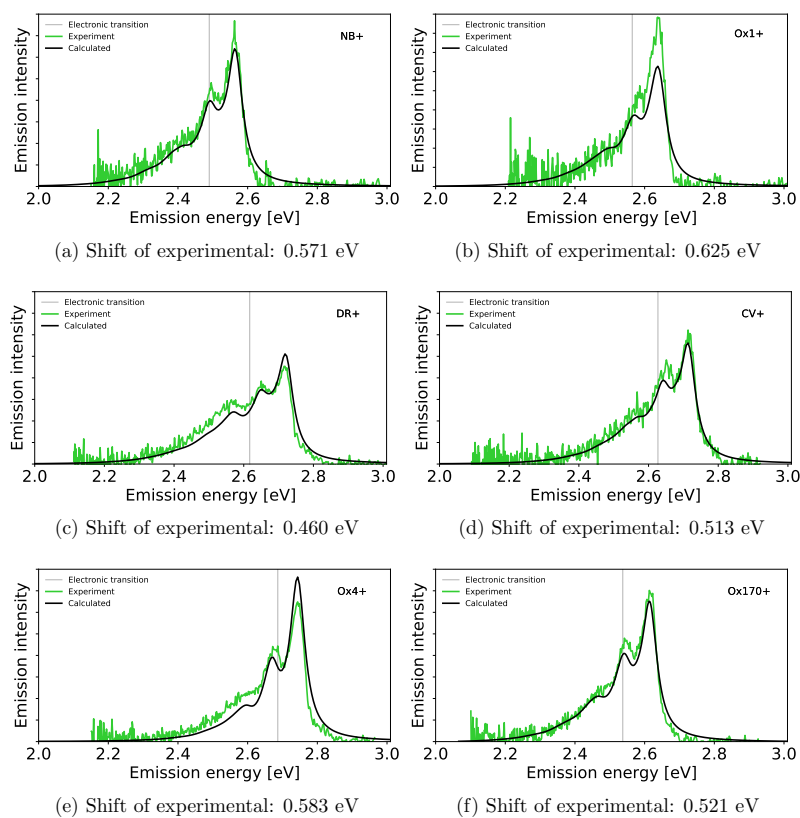 Emission intensity
Electronic transition
Experiment
Calculated
NB+
2.0 2.2 2.4 2.6 2.8 3.0
Emission energy [eV]
(a) Shift of experimental: 0.571 eV
Emission intensity
Electronic transition
Experiment
Calculated
Ox1+
2.0 2.2 2.4 2.6 2.8 3.0
Emission energy [eV]
(b) Shift of experimental: 0.625 eV
Emission intensity
Electronic transition
Experiment
Calculated
DR+
2.0 2.2 2.4 2.6 2.8 3.0
Emission energy [eV]
(c) Shift of experimental: 0.460 eV
Emission intensity
Electronic transition
Experiment
Calculated
CV+
2.0 2.2 2.4 2.6 2.8 3.0
Emission energy [eV]
(d) Shift of experimental: 0.513 eV
Emission intensity
Electronic transition
Experiment
Calculated
Ox4+
2.0 2.2 2.4 2.6 2.8 3.0
Emission energy [eV]
(e) Shift of experimental: 0.583 eV
Emission intensity
Electronic transition
Experiment
Calculated
Ox170+
2.0 2.2 2.4 2.6 2.8 3.0
Emission energy [eV]
(f) Shift of experimental: 0.521 eV